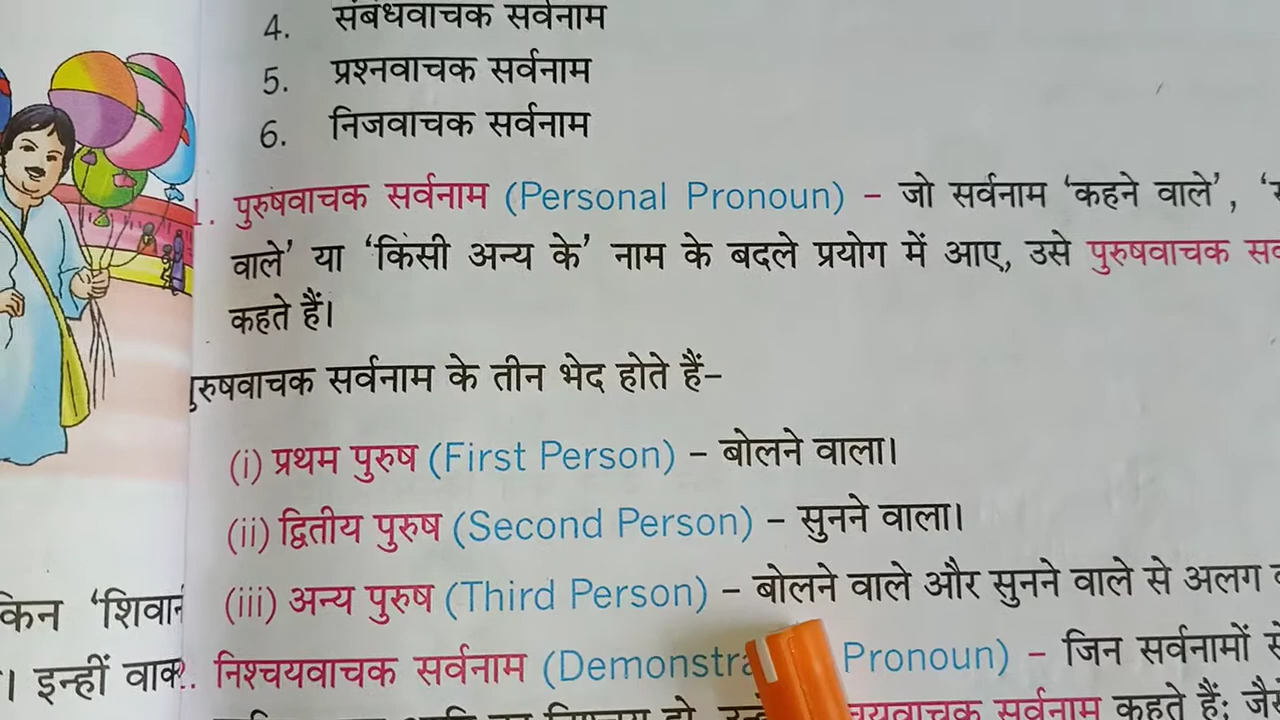 4. संबंधवाचक सर्वनाम
5. प्रश्नवाचक सर्वनाम
6. निजवाचक सर्वनाम
1. पुरुषवाचक सर्वनाम (Personal Pronoun) – जो सर्वनाम ‘कहने वाले’,
वाले’ या ‘किसी अन्य के’ नाम के बदले प्रयोग में आए, उसे पुरुषवाचक
कहते हैं।
पुरुषवाचक सर्वनाम के तीन भेद होते हैं–
(i) प्रथम पुरुष (First Person) – बोलने वाला।
(ii) द्वितीय पुरुष (Second Person) – सुनने वाला।
(iii) अन्य पुरुष (Third Person) – बोलने वाले और सुनने वाले से अलग
2. निश्चयवाचक सर्वनाम Pronoun) – जिन सर्वनामों से
सर्वनाम कहते हैं; जैसे
। इन्हीं